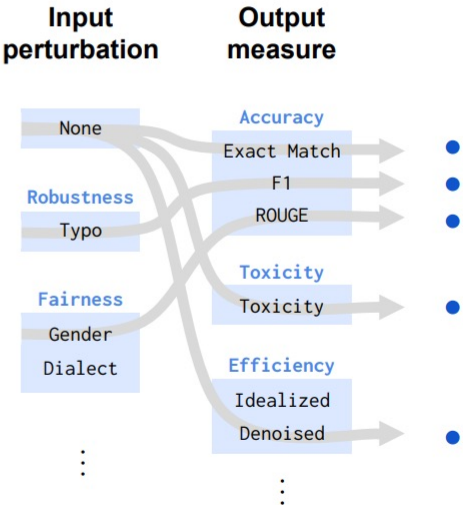 Input
perturbation
Output
measure
None
Robustness
Typo
Fairness
Gender
Dialect
Accuracy
Exact Match
F1
ROUGE
Toxicity
Toxicity
Efficiency
Idealized
Denoised